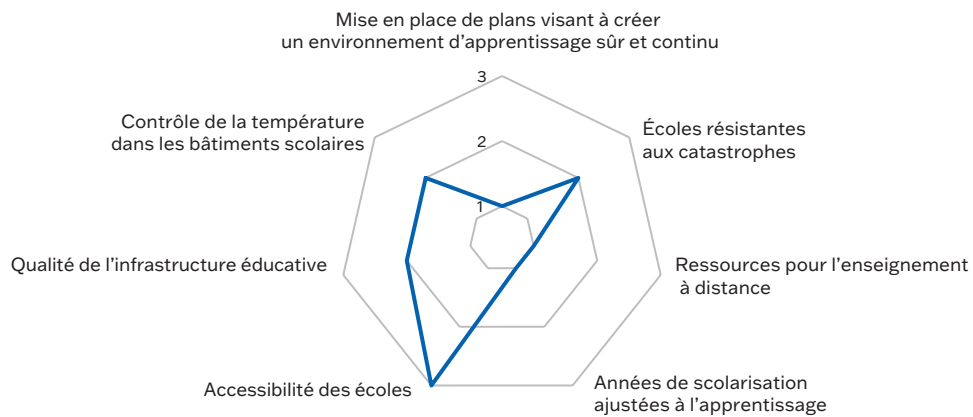 Mise en place de plans visant à créer
un environnement d’apprentissage sûr et continu
3
Contrôle de la température
dans les bâtiments scolaires
Écoles résistantes
aux catastrophes
2
1
Qualité de l’infrastructure éducative
Ressources pour l’enseignement
à distance
Accessibilité des écoles
Années de scolarisation
ajustées à l’apprentissage